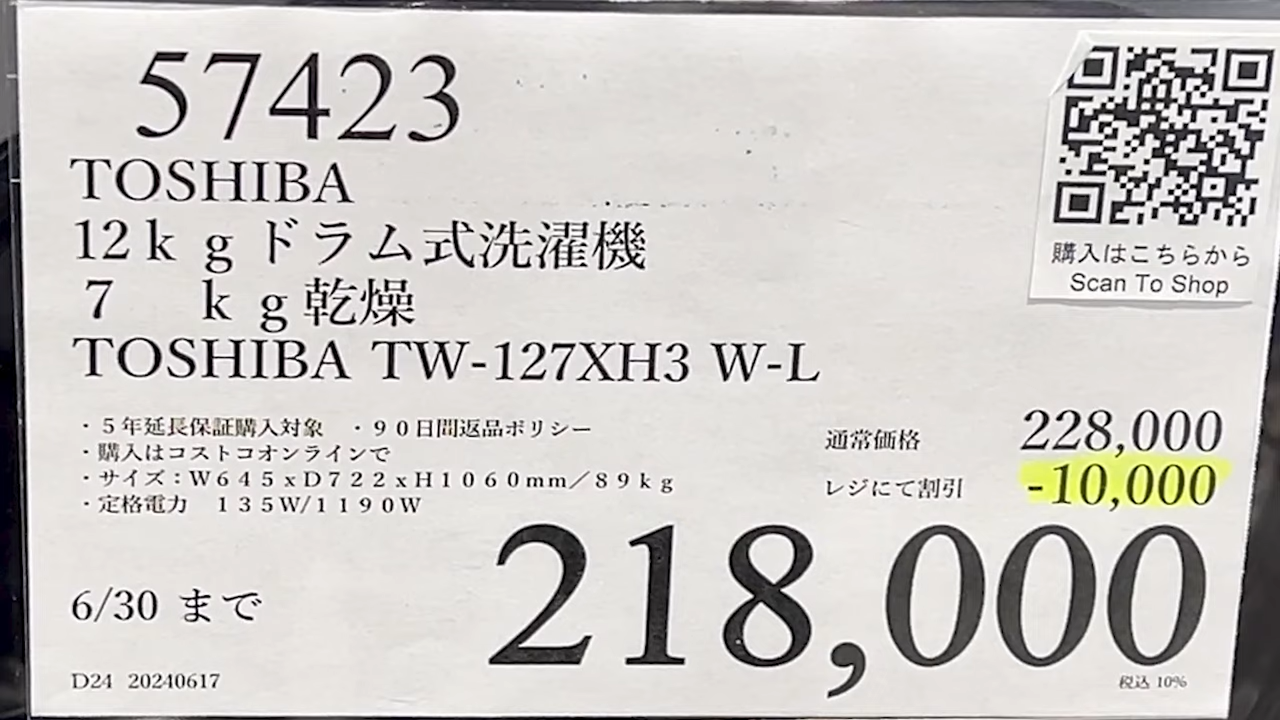 57423
TOSHIBA
12ｋｇドラム式洗濯機
７　ｋｇ乾燥
TOSHIBA TW-127XH3 W-L
購入はこちらから
Scan To Shop
・５年延長保証購入対象　・９０日間返品ポリシー
・購入はコストコオンラインで
・サイズ：Ｗ６４５ｘＤ７２２ｘＨ１０６０mm／８９ｋｇ
・定格電力　１３５Ｗ/１１９０Ｗ
通常価格 228,000
レジにて割引 -10,000
218,000
6/30 まで
税込 10%
D24 20240617